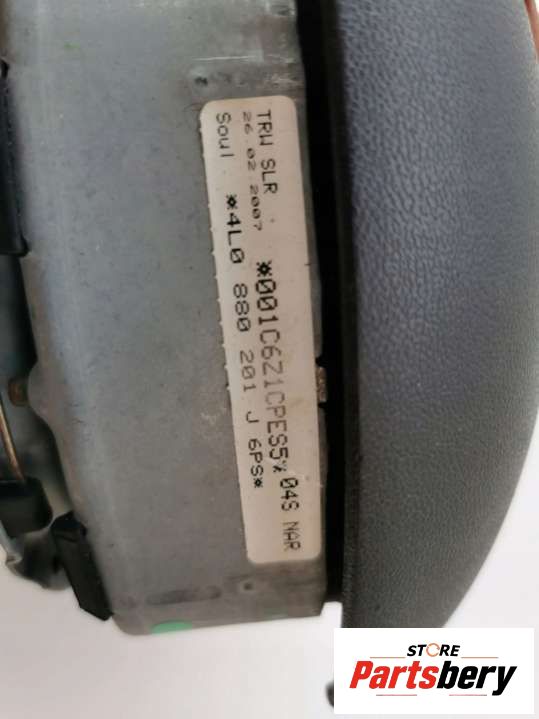 TRW SLR
26.02.2007 *001C6Z1CPES5% 04S NAR
Soul *4L0 880 201 J 6PS*
STORE
Partsbery